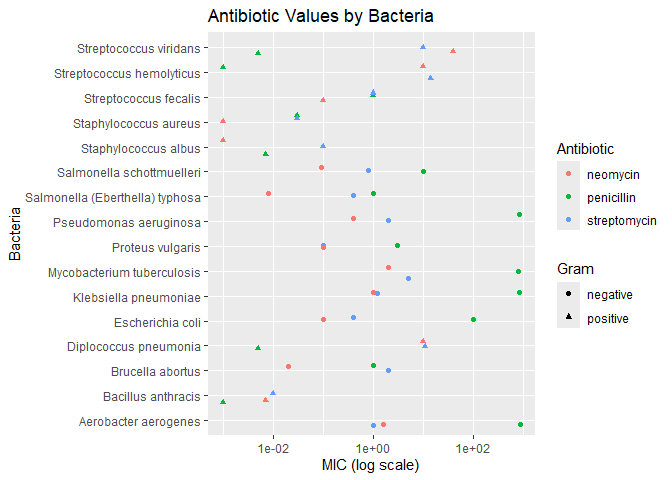 Antibiotic Values by Bacteria
Streptococcus viridans
Streptococcus hemolyticus
Streptococcus fecalis
Staphylococcus aureus
Staphylococcus albus
Salmonella schottmuelleri
Salmonella (Eberthella) typhosa
Pseudomonas aeruginosa
Proteus vulgaris
Mycobacterium tuberculosis
Klebsiella pneumoniae
Escherichia coli
Diplococcus pneumonia
Brucella abortus
Bacillus anthracis
Aerobacter aerogenes
Bacteria
1e-02 1e+00 1e+02
MIC (log scale)
Antibiotic
neomycin
penicillin
streptomycin
Gram
negative
positive